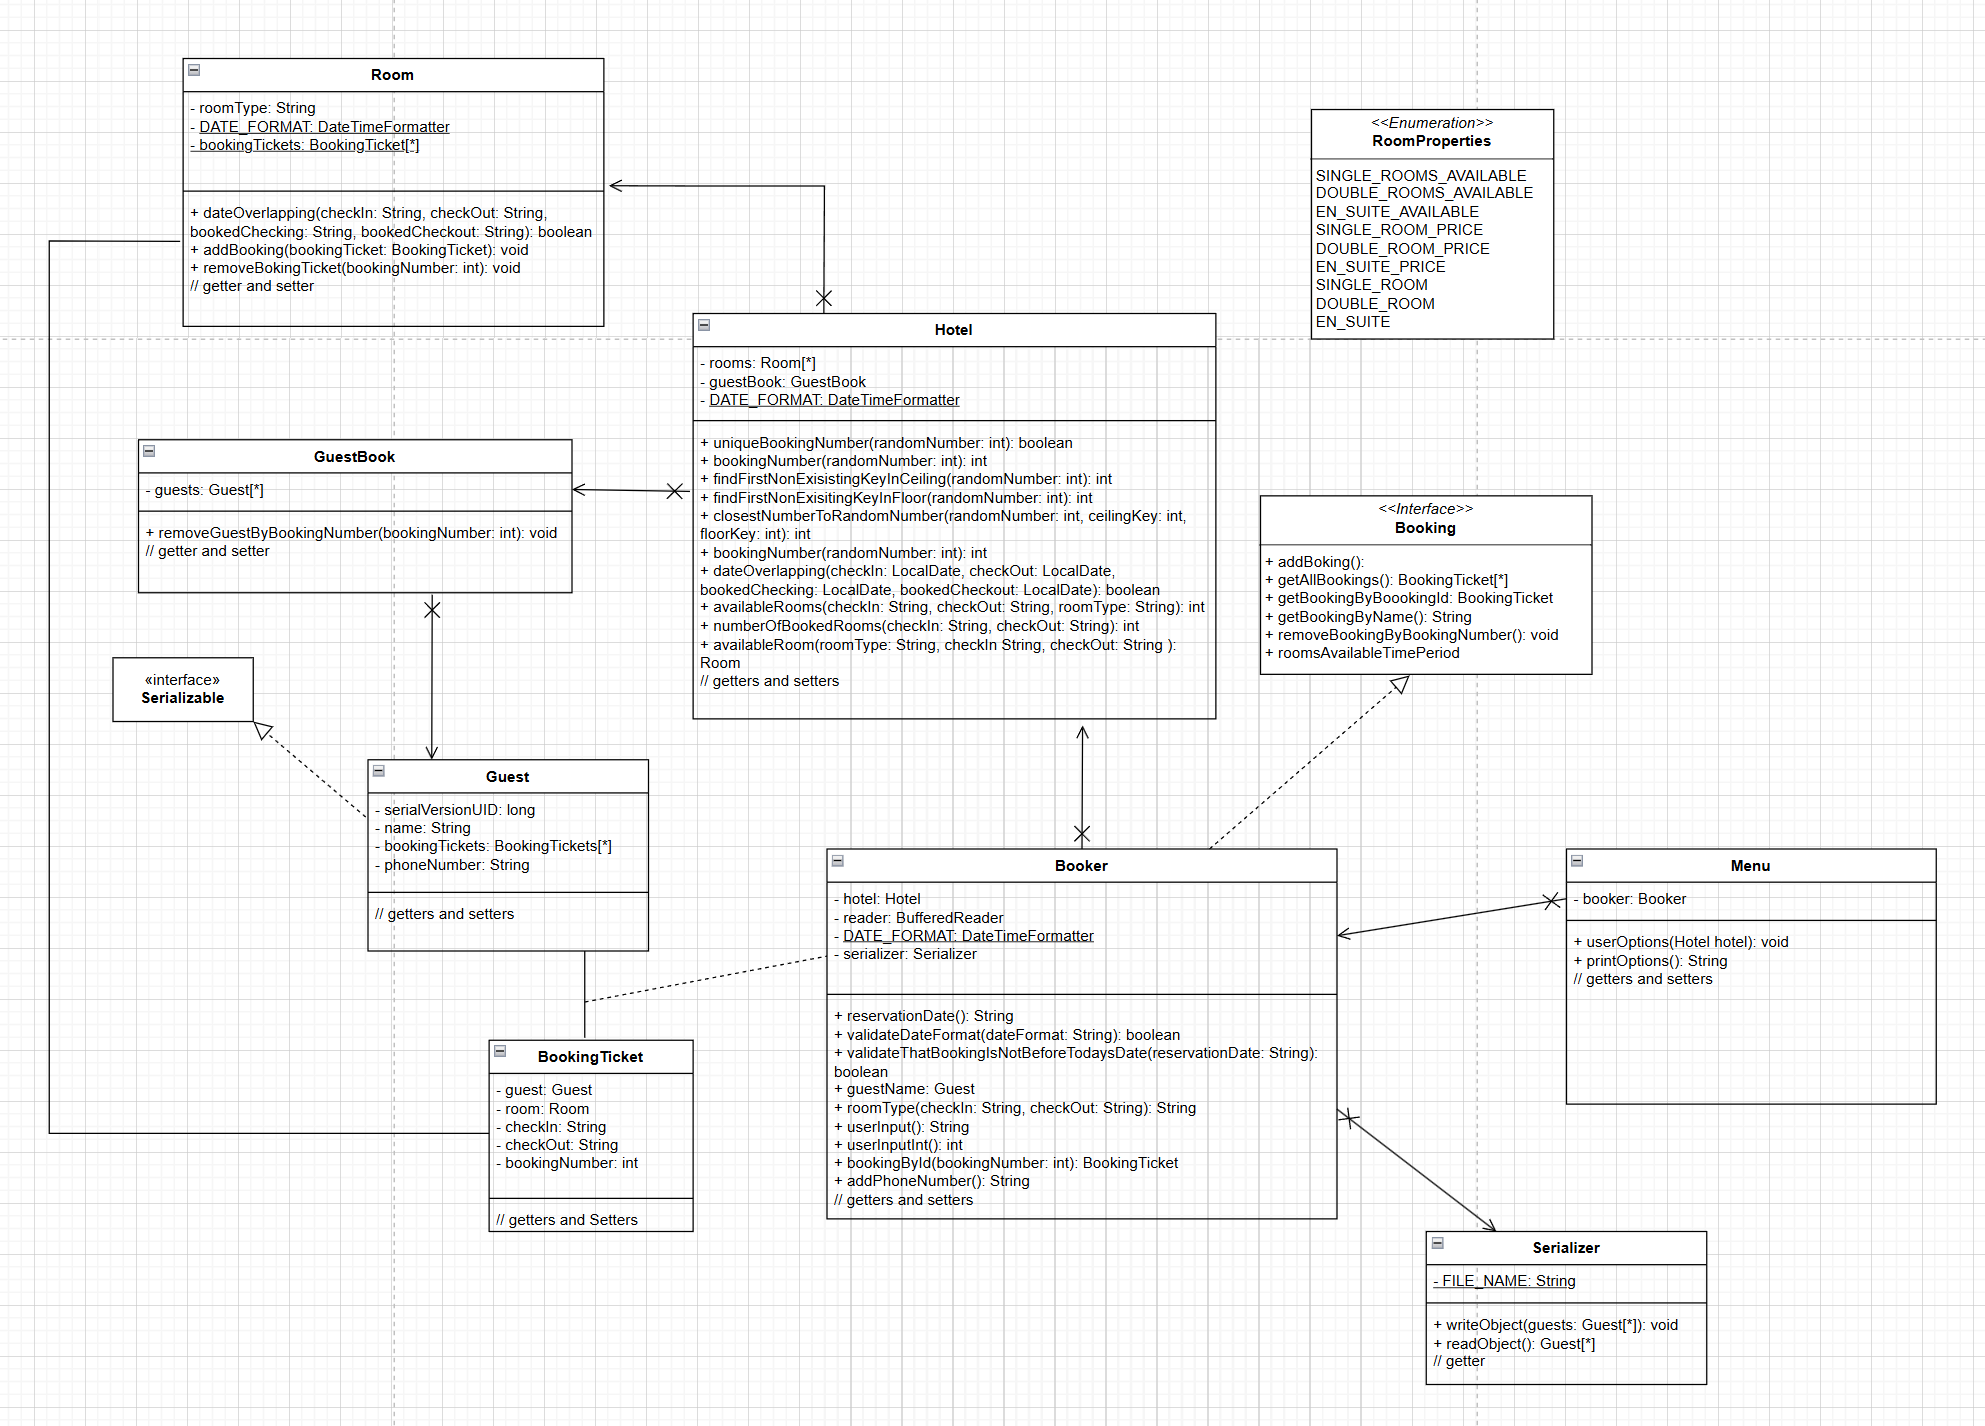 Room
- roomType: String
- DATE_FORMAT: DateTimeFormatter
- bookingTickets: BookingTicket[*]
+ dateOverlapping(checkIn: String, checkOut: String,
bookedChecking: String, bookedCheckout: String): boolean
+ addBooking(bookingTicket: BookingTicket): void
+ removeBokingTicket(bookingNumber: int): void
// getter and setter
<<Enumeration>>
RoomProperties
SINGLE_ROOMS_AVAILABLE
DOUBLE_ROOMS_AVAILABLE
EN_SUITE_AVAILABLE
SINGLE_ROOM_PRICE
DOUBLE_ROOM_PRICE
EN_SUITE_PRICE
SINGLE_ROOM
DOUBLE_ROOM
EN_SUITE
Hotel
- rooms: Room[*]
- guestBook: GuestBook
- DATE_FORMAT: DateTimeFormatter
+ uniqueBookingNumber(randomNumber: int): boolean
+ bookingNumber(randomNumber: int): int
+ findFirstNonExisistingKeyInCeiling(randomNumber: int): int
+ findFirstNonExisitingKeyInFloor(randomNumber: int): int
+ closestNumberToRandomNumber(randomNumber: int, ceilingKey: int,
floorKey: int): int
+ bookingNumber(randomNumber: int): int
+ dateOverlapping(checkIn: LocalDate, checkOut: LocalDate,
bookedChecking: LocalDate, bookedCheckout: LocalDate): boolean
+ availableRooms(checkIn: String, checkOut: String, roomType: String): int
+ numberOfBookedRooms(checkIn: String, checkOut: String): int
+ availableRoom(roomType: String, checkIn String, checkOut: String ):
Room
// getters and setters
GuestBook
- guests: Guest[*]
+ removeGuestByBookingNumber(bookingNumber: int): void
// getter and setter
<<Interface>>
Booking
+ addBoking():
+ getAllBookings(): BookingTicket[*]
+ getBookingByBoookingId: BookingTicket
+ getBookingByName(): String
+ removeBookingByBookingNumber(): void
+ roomsAvailableTimePeriod
«interface»
Serializable
Guest
- serialVersionUID: long
- name: String
- bookingTickets: BookingTickets[*]
- phoneNumber: String
// getters and setters
Booker
- hotel: Hotel
- reader: BufferedReader
- DATE_FORMAT: DateTimeFormatter
- serializer: Serializer
+ reservationDate(): String
+ validateDateFormat(dateFormat: String): boolean
+ validateThatBookingIsNotBeforeTodaysDate(reservationDate: String):
boolean
+ guestName: Guest
+ roomType(checkIn: String, checkOut: String): String
+ userInput(): String
+ userInputInt(): int
+ bookingById(bookingNumber: int): BookingTicket
+ addPhoneNumber(): String
// getters and setters
Menu
- booker: Booker
+ userOptions(Hotel hotel): void
+ printOptions(): String
// getters and setters
BookingTicket
- guest: Guest
- room: Room
- checkIn: String
- checkOut: String
- bookingNumber: int
// getters and Setters
Serializer
- FILE_NAME: String
+ writeObject(guests: Guest[*]): void
+ readObject(): Guest[*]
// getter